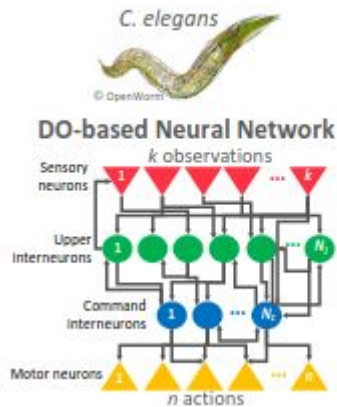 C. elegans
© OpenWorm
DO-based Neural Network
k observations
Sensory
neurons
1 ... k
Upper
interneurons
1 ...
Command
interneurons
1 ...
Motor neurons
1 ... n
n actions